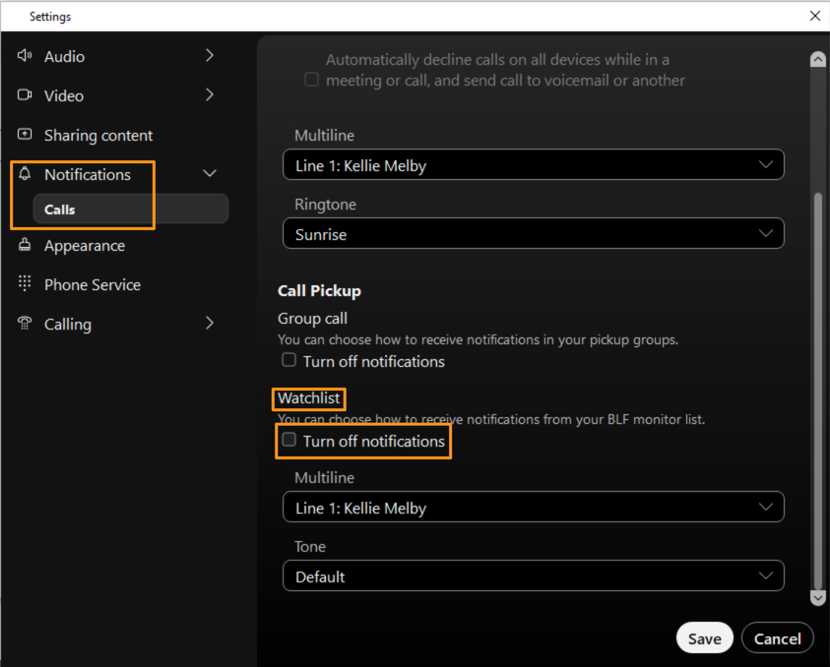 Settings
Audio
Video
Sharing content
Notifications
Calls
Appearance
Phone Service
Calling
Automatically decline calls on all devices while in a
meeting or call, and send call to voicemail or another
Multiline
Line 1: Kellie Melby
Ringtone
Sunrise
Call Pickup
Group call
You can choose how to receive notifications in your pickup groups.
Turn off notifications
Watchlist
You can choose how to receive notifications from your BLF monitor list.
Turn off notifications
Multiline
Line 1: Kellie Melby
Tone
Default
Save
Cancel